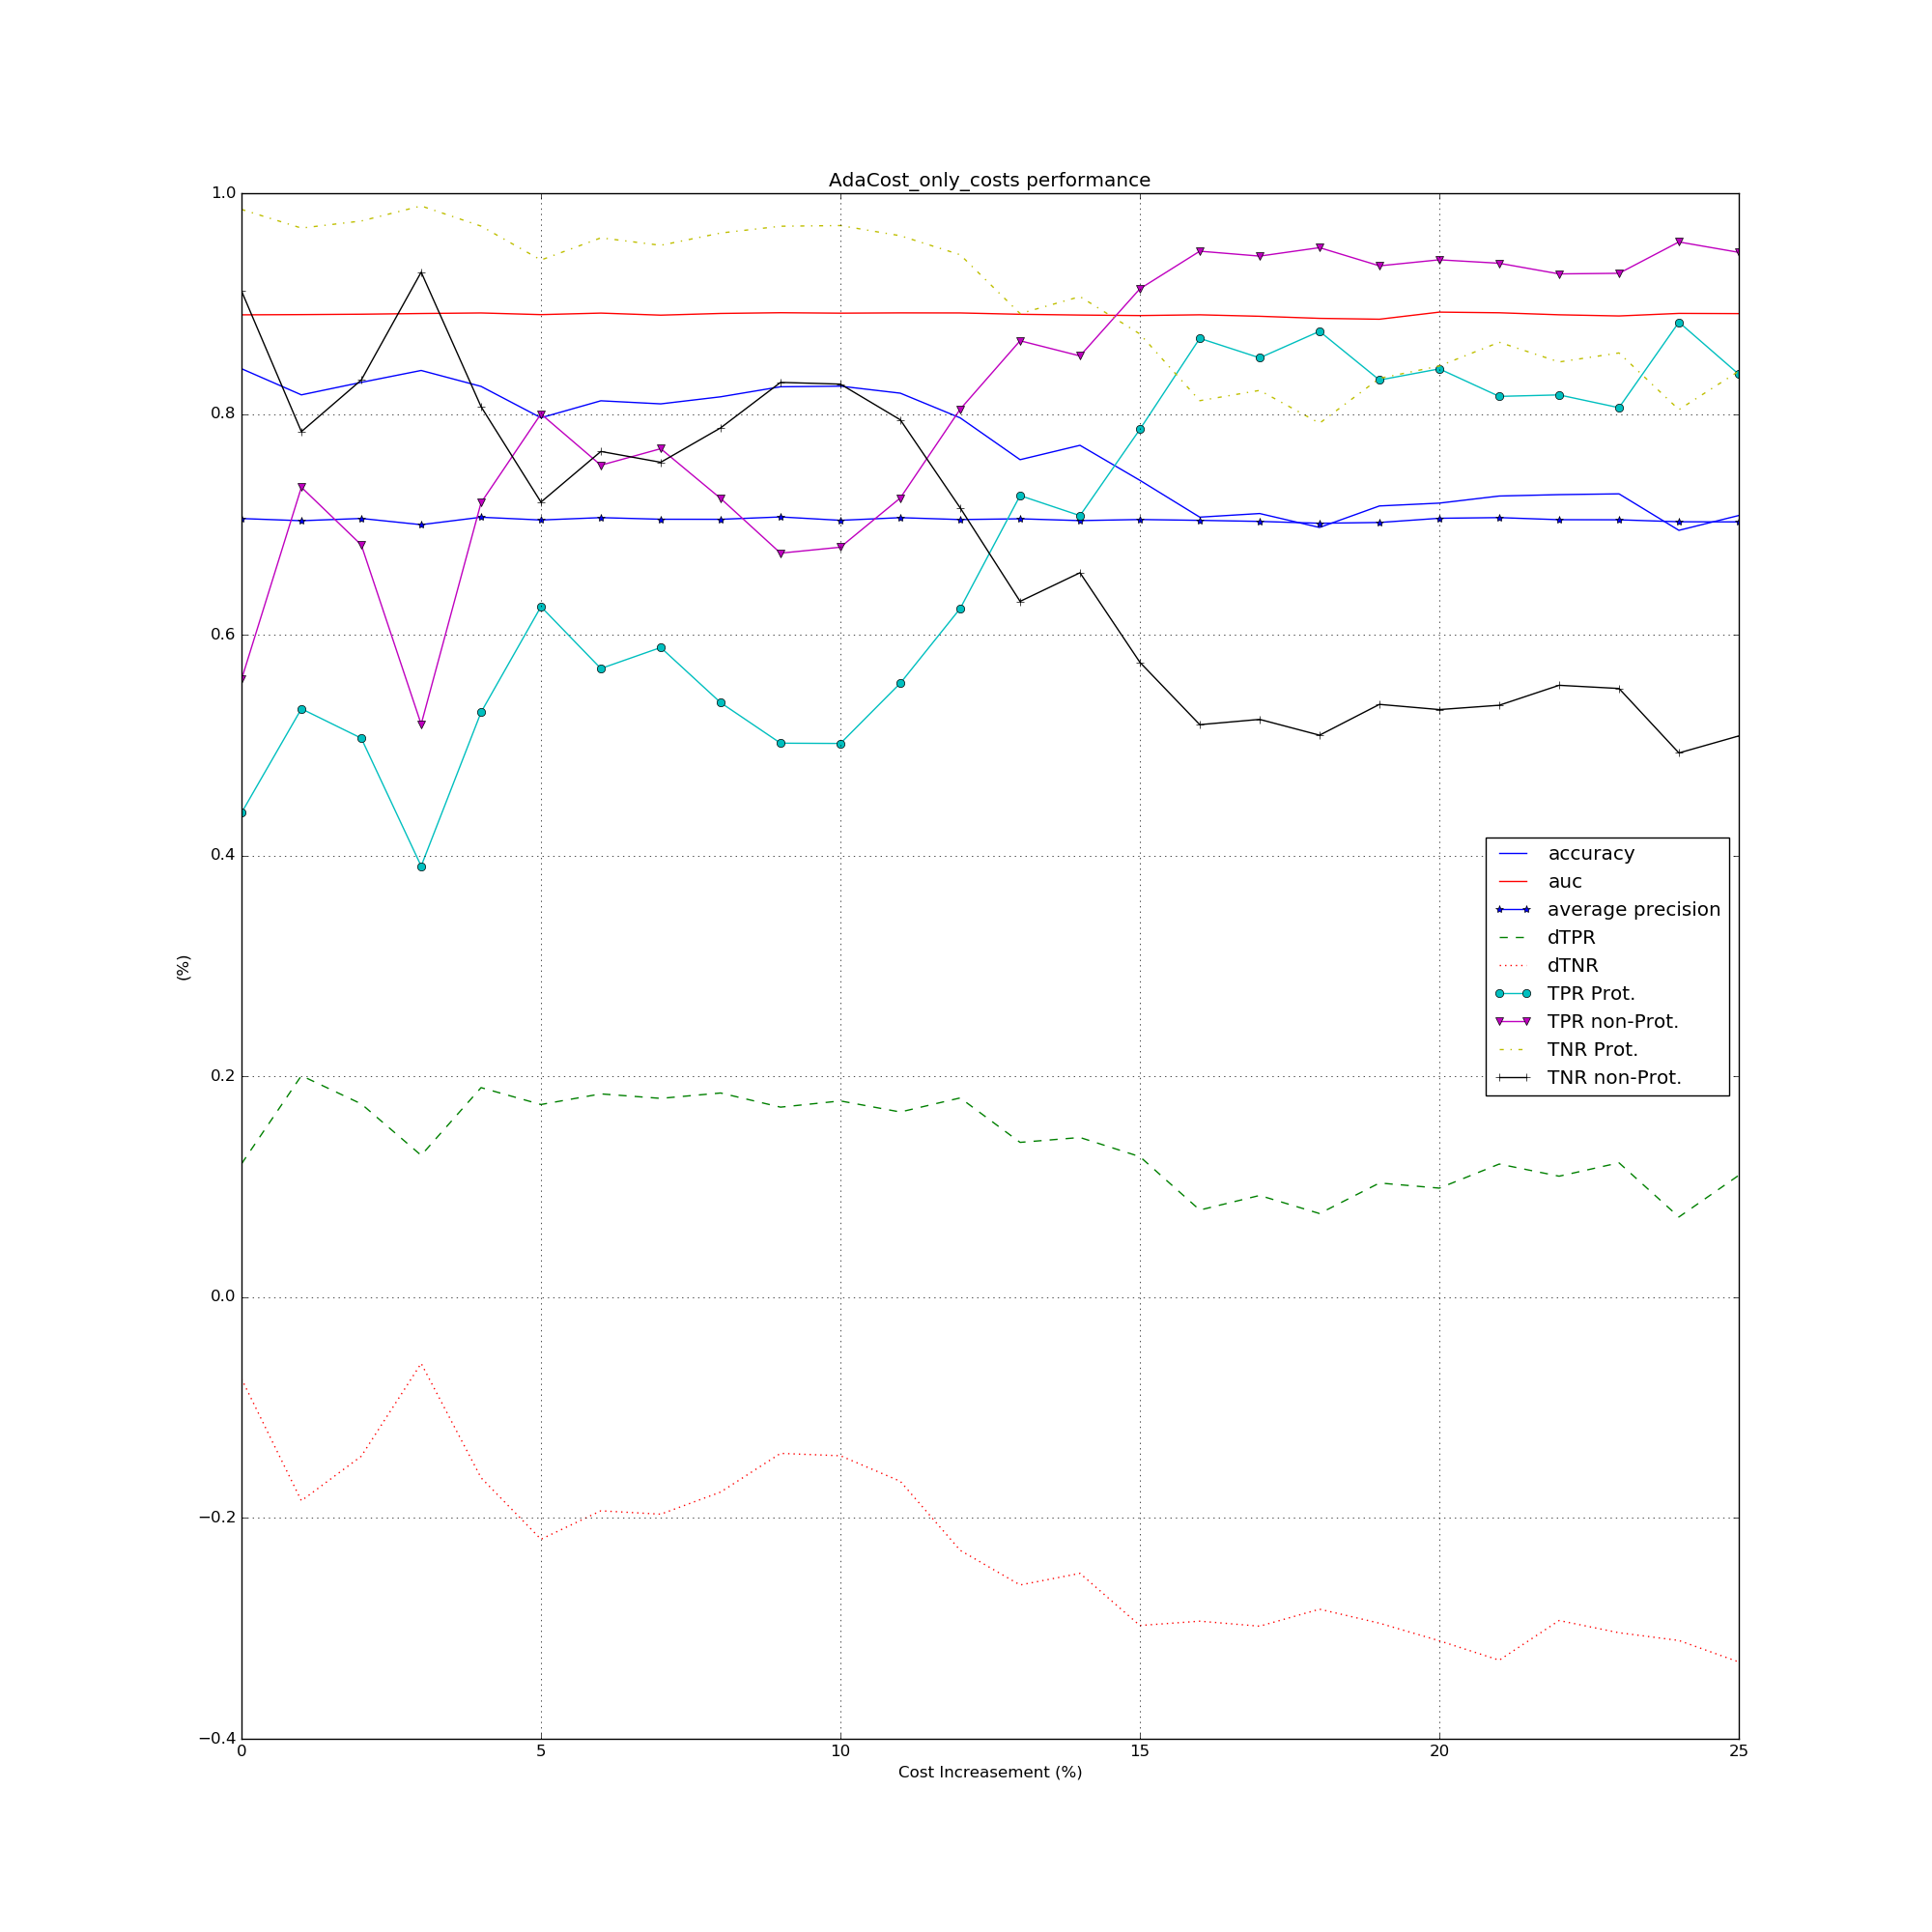 AdaCost_only_costs performance
1.0
0.8
0.6
0.4
0.2
0.0
−0.2
−0.4
(%)
accuracy
auc
average precision
dTPR
dTNR
TPR Prot.
TPR non-Prot.
TNR Prot.
TNR non-Prot.
0 5 10 15 20 25
Cost Increasement (%)